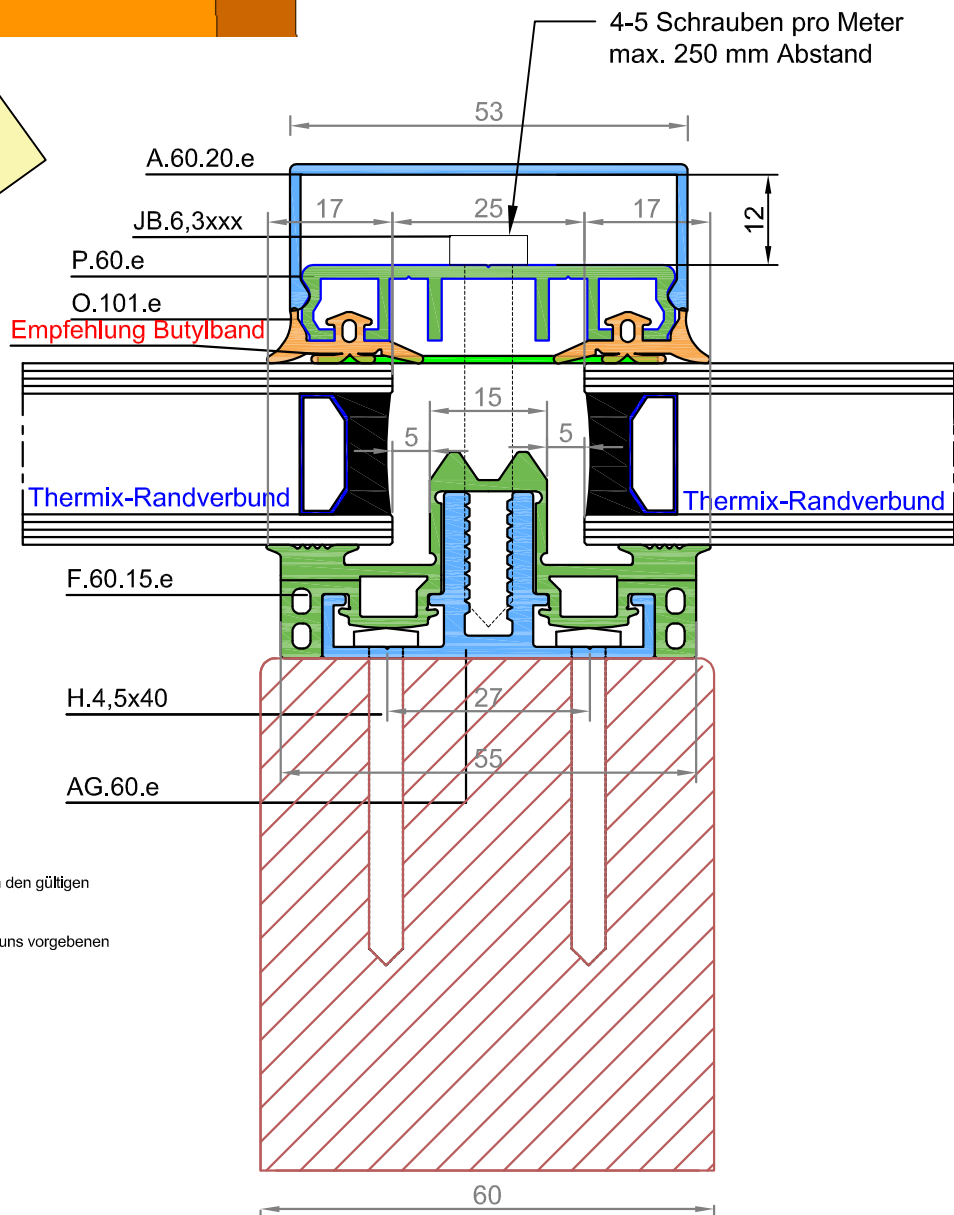 4-5 Schrauben pro Meter
max. 250 mm Abstand
53
A.60.20.e
17
25
17
12
JB.6,3xxx
P.60.e
O.101.e
Empfehlung Butylband
15
5
5
Thermix-Randverbund
Thermix-Randverbund
F.60.15.e
H.4,5x40
27
55
AG.60.e
den gültigen
uns vorgebenen
60